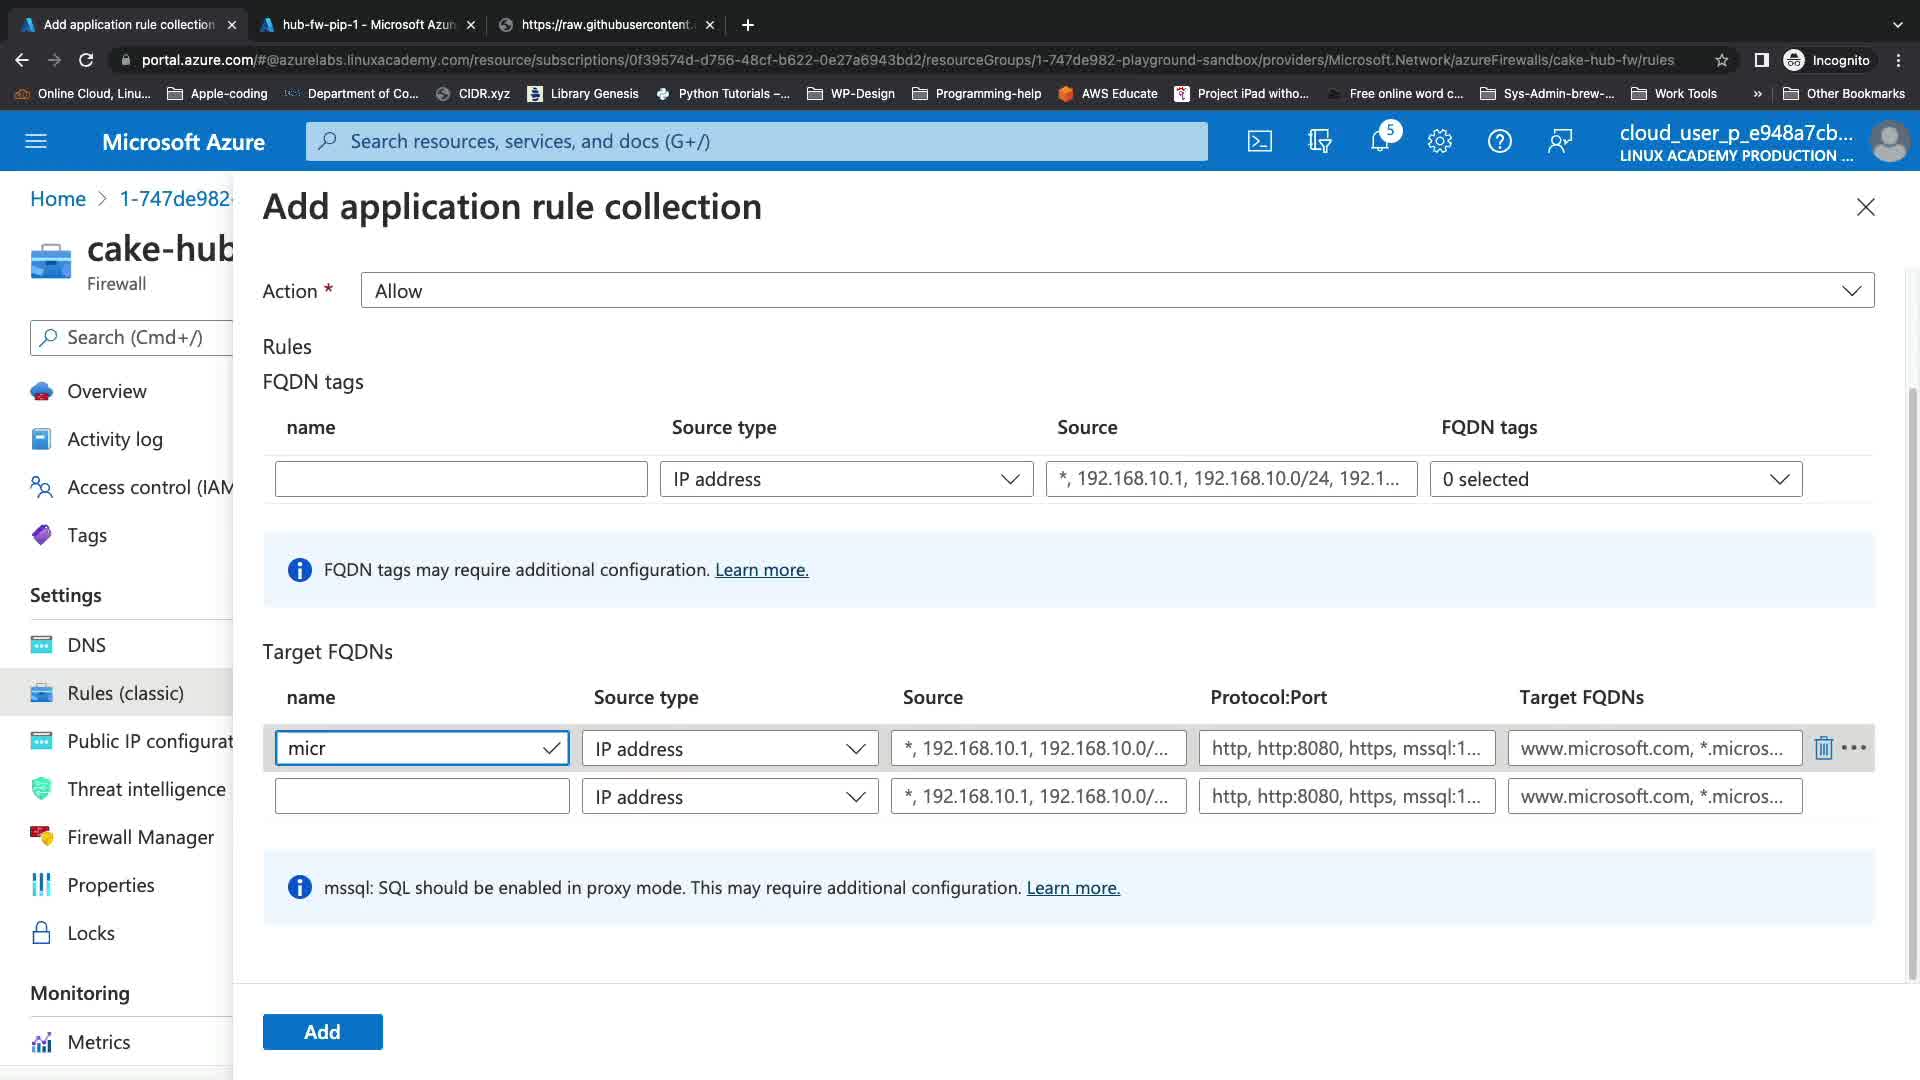 Add application rule collection
hub-fw-pip-1 - Microsoft Azur
https://raw.githubusercontent.
portal.azure.com/#@azurelabs.linuxacademy.com/resource/subscriptions/0f39574d-d756-48cf-b622-0e27a6943bd2/resourceGroups/1-747de982-playground-sandbox/providers/Microsoft.Network/azureFirewalls/cake-hub-fw/rules
Incognito
Online Cloud, Linu...
Apple-coding
Department of Co...
CIDR.xyz
Library Genesis
Python Tutorials –...
WP-Design
Programming-help
AWS Educate
Project iPad witho...
Free online word c...
Sys-Admin-brew-...
Work Tools
»
Other Bookmarks
Microsoft Azure
Search resources, services, and docs (G+/)
5
cloud_user_p_e948a7cb...
LINUX ACADEMY PRODUCTION ...
Home > 1-747de982-
cake-hub
Firewall
Search (Cmd+/)
Overview
Activity log
Access control (IAM
Tags
Settings
DNS
Rules (classic)
Public IP configurat
Threat intelligence
Firewall Manager
Properties
Locks
Monitoring
Metrics
Add application rule collection
Action * Allow
Rules
FQDN tags
name Source type Source FQDN tags
IP address *, 192.168.10.1, 192.168.10.0/24, 192.1... 0 selected
FQDN tags may require additional configuration. Learn more.
Target FQDNs
name Source type Source Protocol:Port Target FQDNs
micr IP address *, 192.168.10.1, 192.168.10.0/... http, http:8080, https, mssql:1... www.microsoft.com, *.micros...
IP address *, 192.168.10.1, 192.168.10.0/... http, http:8080, https, mssql:1... www.microsoft.com, *.micros...
mssql: SQL should be enabled in proxy mode. This may require additional configuration. Learn more.
Add